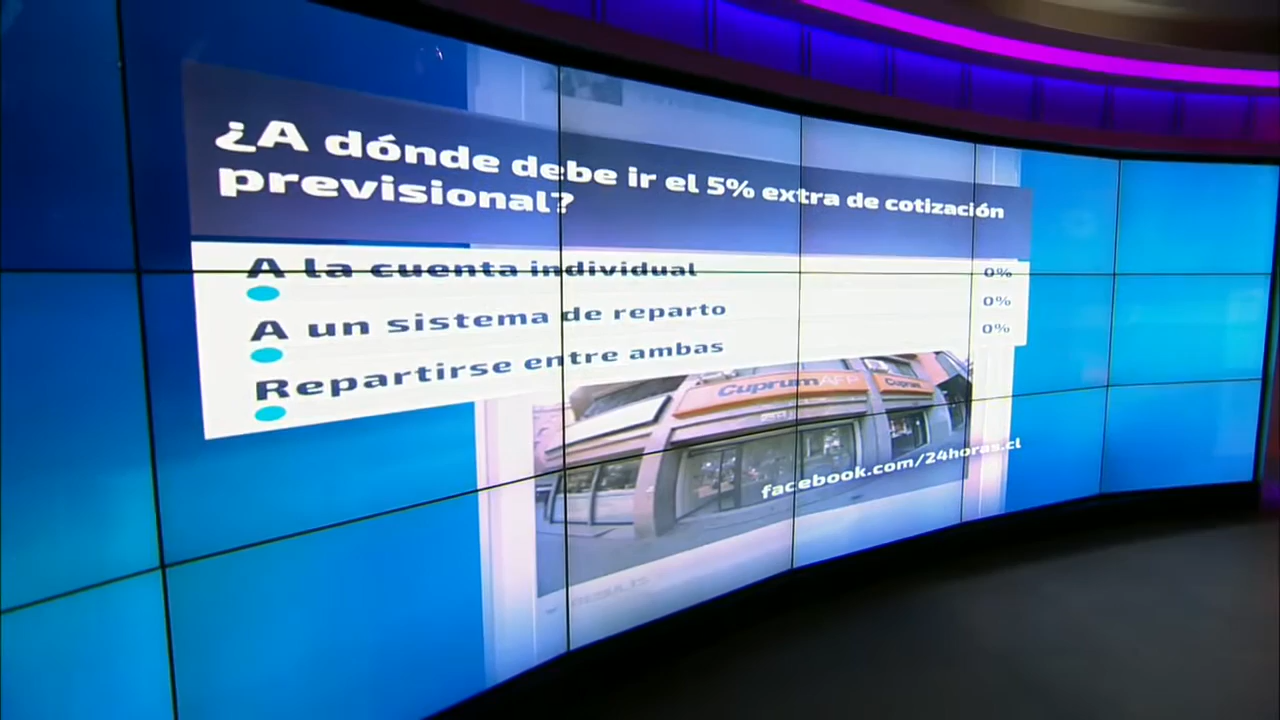 ¿A dónde debe ir el 5% extra de cotización
previsional?
A la cuenta individual 0%
A un sistema de reparto 0%
Repartirse entre ambas 0%
CuprumAFP Cuprum
facebook.com/24horas.cl